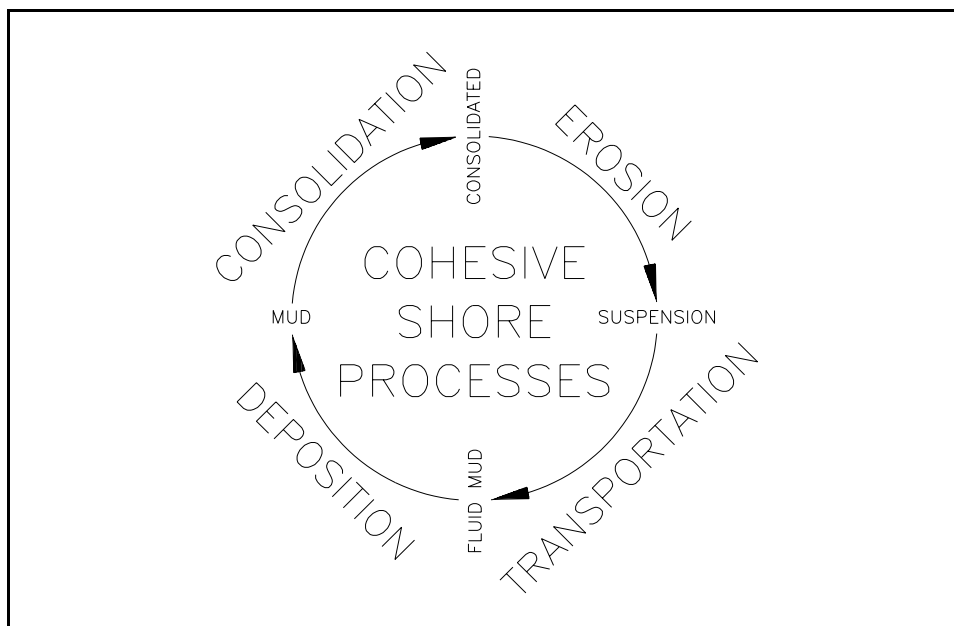 CONSOLIDATION
CONSOLIDATED
EROSION
COHESIVE
SHORE
PROCESSES
MUD
SUSPENSION
DEPOSITION
FLUID MUD
TRANSPORTATION